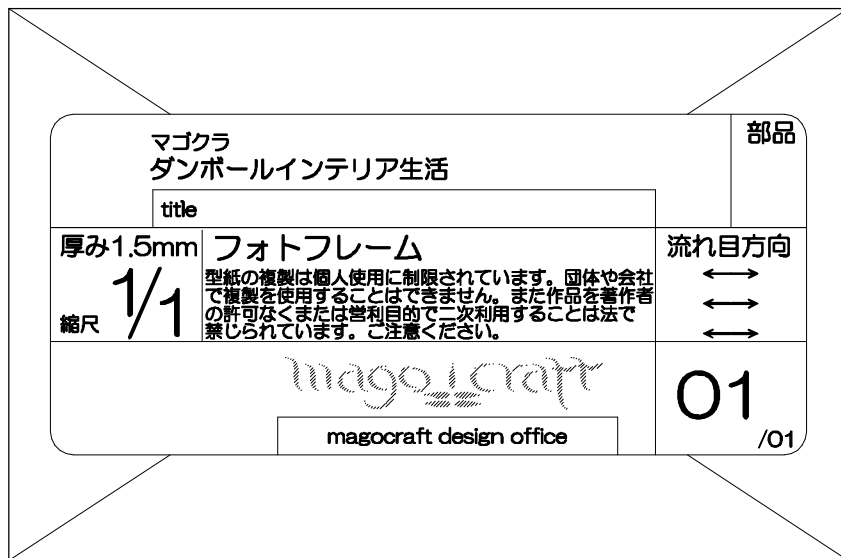 部品
マゴクラ
ダンボールインテリア生活
title
厚み1.5mm
フォトフレーム
流れ目方向
1/1
縮尺
型紙の複製は個人使用に制限されています。団体や会社
で複製を使用することはできません。また作品を著作者
の許可なくまたは営利目的で二次利用することは法で
禁じられています。ご注意ください。
mago craft
01
/01
magocraft design office